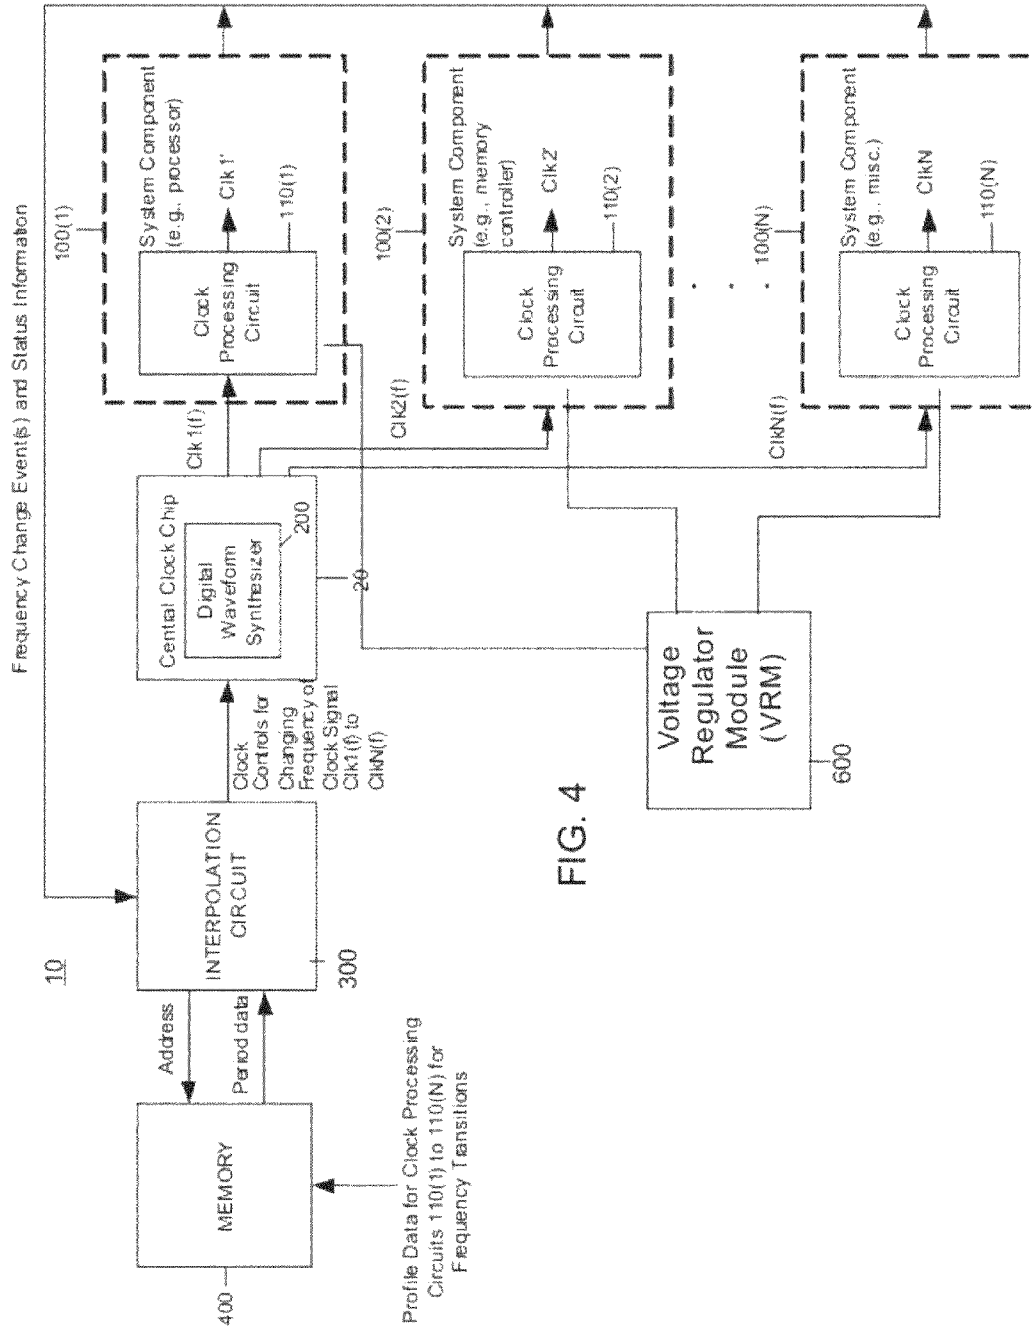 Frequency Change Event(s) and Status Information
10
100(1)
System Component
(e.g., processor)
Clock
Processing
Circuit
Clk1'
110(1)
100(2)
System Component
(e.g., memory
controller)
Clock
Processing
Circuit
Clk2'
110(2)
100(N)
System Component
(e.g., misc.)
Clock
Processing
Circuit
ClkN
110(N)
Clk1(f)
Clk2(f)
ClkN(f)
Central Clock Chip
Digital
Waveform
Synthesizer
200
20
Clock
Controls for
Changing
Frequency of
Clock Signal
Clk1(f) to
ClkN(f)
INTERPOLATION
CIRCUIT
300
Address
Period data
MEMORY
400
Profile Data for Clock Processing
Circuits 110(1) to 110(N) for
Frequency Transitions
Voltage
Regulator
Module
(VRM)
600
FIG. 4